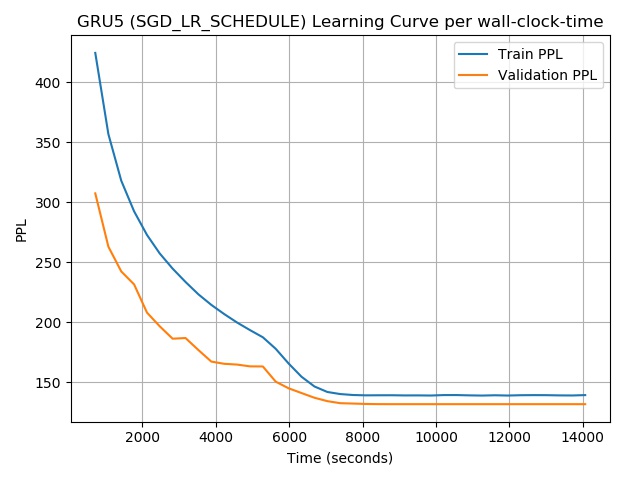 GRU5 (SGD_LR_SCHEDULE) Learning Curve per wall-clock-time
Train PPL
Validation PPL
400
350
300
250
200
150
PPL
2000 4000 6000 8000 10000 12000 14000
Time (seconds)